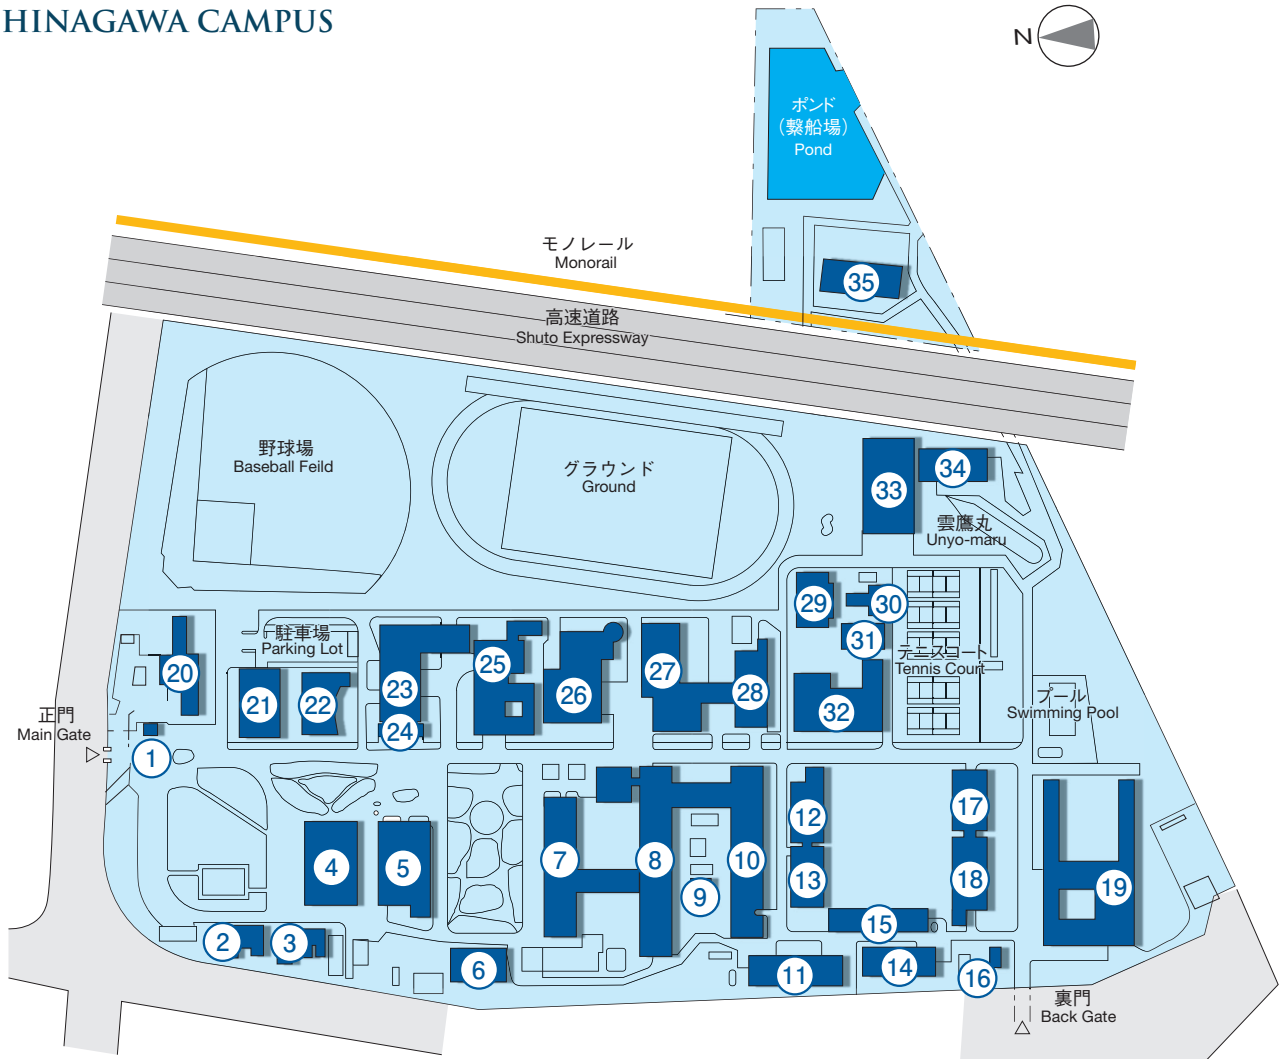 HINAGAWA CAMPUS
N
ポンド
（繋船場）
Pond
35
モノレール
Monorail
高速道路
Shuto Expressway
野球場
Baseball Feild
グラウンド
Ground
33
34
雲鷹丸
Unyo-maru
29
30
31
テニスコート
Tennis Court
32
プール
Swimming Pool
駐車場
Parking Lot
20
21
22
23
24
25
26
27
28
正門
Main Gate
1
4
5
7
8
9
10
12
13
17
18
19
2
3
6
11
15
14
16
裏門
Back Gate